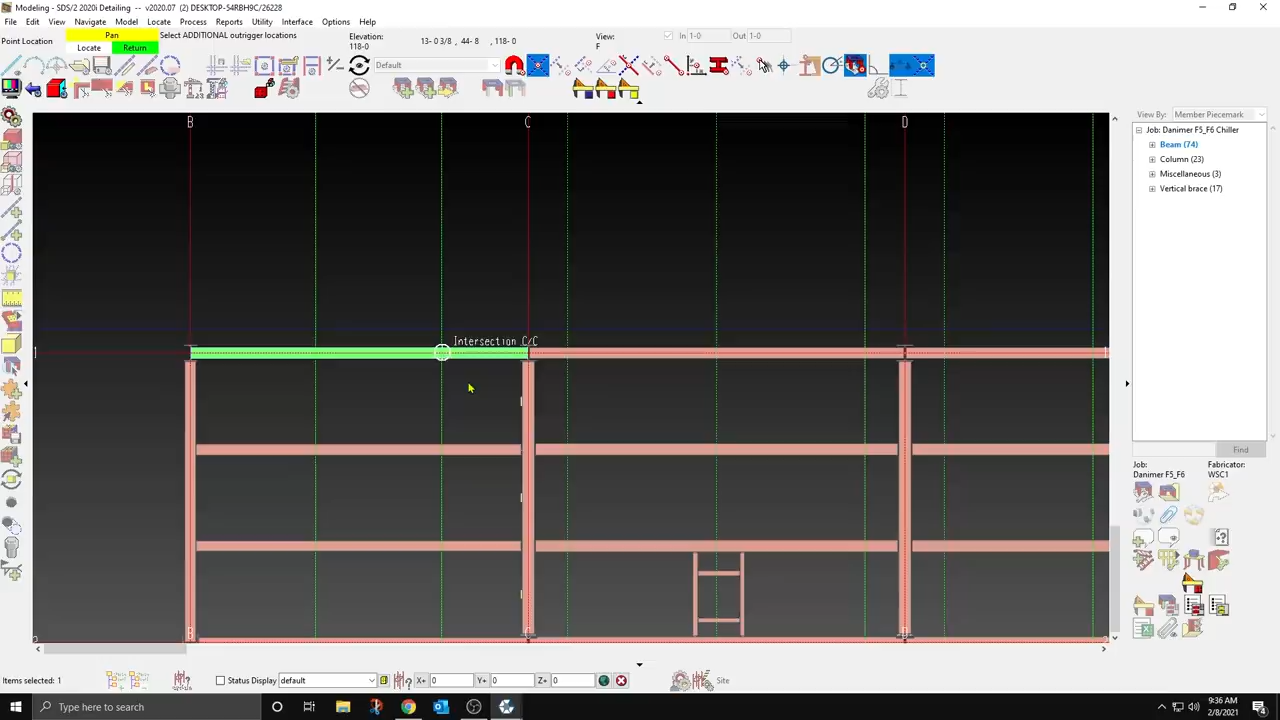 Modeling - SDS/2 2020i Detailing - v2020.07 (2) DESKTOP-S4RBH9C/26228
File Edit View Navigate Model Locate Process Reports Utility Interface Options Help
Point Location
Pan
Locate Return
Select ADDITIONAL outrigger locations
Elevation:
118-0
13- 0 3/8 , 44- 8 , 118- 0
View:
F
In 1-0 Out 1-0
Default
B C D
Intersection C/C
View By: Member Piecemark
Job: Danimer F5_F6 Chiller
Beam (74)
Column (23)
Miscellaneous (3)
Vertical brace (17)
Find
Job: Fabricator:
Danimer F5_F6 WSC1
Items selected: 1
Status Display default
X+ 0 Y+ 0 Z+ 0
Site
Type here to search
9:36 AM
2/8/2021
4